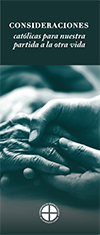 CONSIDERACIONES
católicas para nuestra
partida a la otra vida